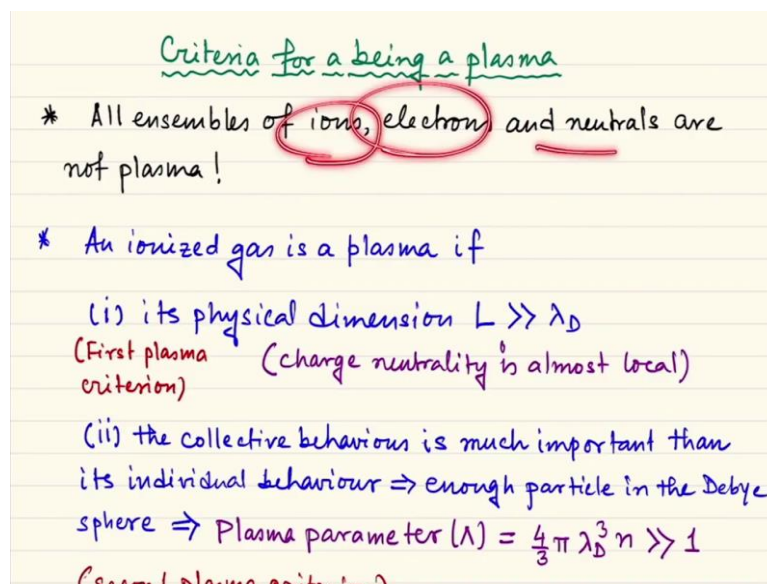 Criteria for a being a plasma
* All ensembles of ions, electron and neutrals are
not plasma!
* An ionized gas is a plasma if
(i) its physical dimension L >> λD
(First plasma
criterion)
(charge neutrality is almost local)
(ii) the collective behaviour is much important than
its individual behaviour ⇒ enough particle in the Debye
sphere ⇒ Plasma parameter (Λ) = 4/3 π λD³ n >> 1